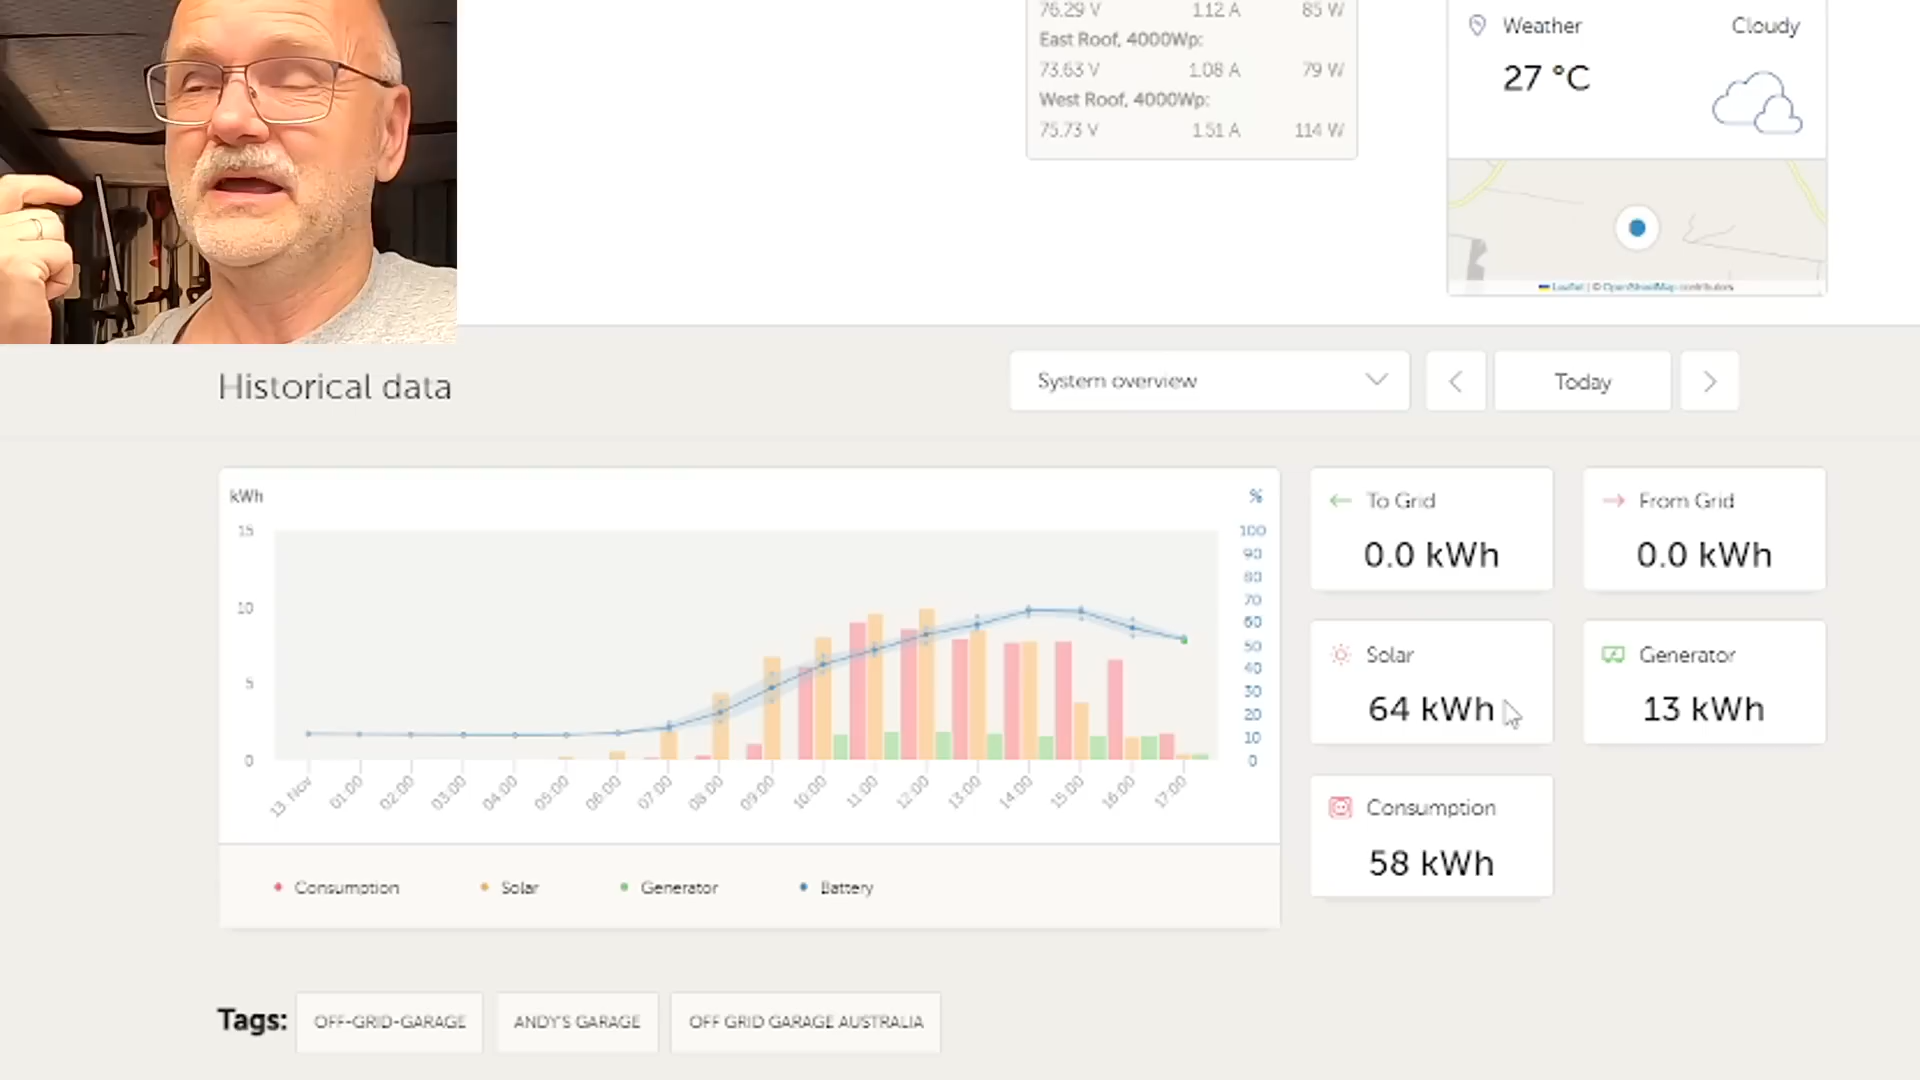 76.29 V 1.12 A 85 W
East Roof, 4000Wp:
73.63 V 1.08 A 79 W
West Roof, 4000Wp:
75.73 V 1.51 A 114 W
Weather Cloudy
27 °C
Leaflet | © OpenStreetMap contributors
Historical data
System overview
Today
kWh
%
15
10
5
0
100
90
80
70
60
50
40
30
20
10
0
13. Nov 01:00 02:00 03:00 04:00 05:00 06:00 07:00 08:00 09:00 10:00 11:00 12:00 13:00 14:00 15:00 16:00 17:00
Consumption Solar Generator Battery
To Grid
0.0 kWh
From Grid
0.0 kWh
Solar
64 kWh
Generator
13 kWh
Consumption
58 kWh
Tags: OFF-GRID-GARAGE ANDY'S GARAGE OFF GRID GARAGE AUSTRALIA